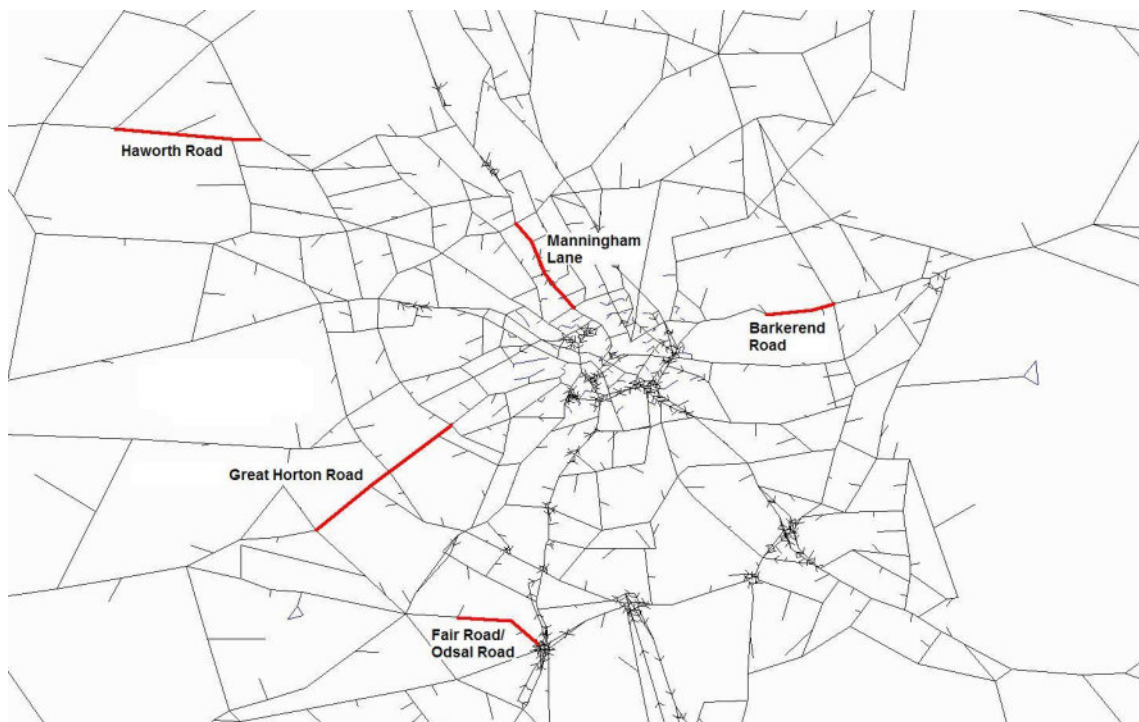 Haworth Road
Manningham
Lane
Barkerend
Road
Great Horton Road
Fair Road/
Odsal Road